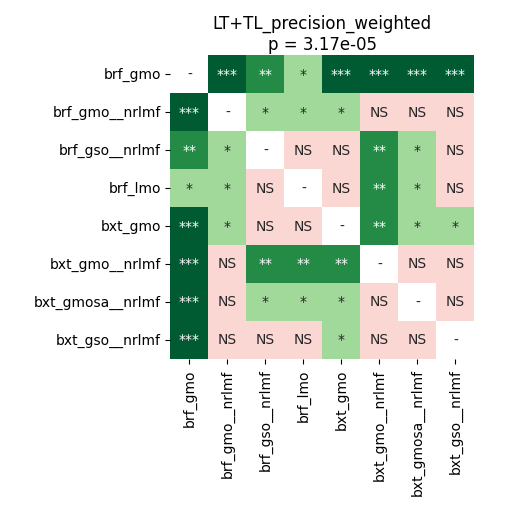 LT+TL_precision_weighted
p = 3.17e-05
brf_gmo - *** ** * *** *** *** ***
brf_gmo__nrlmf *** - * * * NS NS NS
brf_gso__nrlmf ** * - NS NS ** * NS
brf_lmo * * NS - NS ** * NS
bxt_gmo *** * NS NS - ** * *
bxt_gmo__nrlmf *** NS ** ** ** - NS NS
bxt_gmosa__nrlmf *** NS * * * NS - NS
bxt_gso__nrlmf *** NS NS NS * NS NS -
brf_gmo
brf_gmo__nrlmf
brf_gso__nrlmf
brf_lmo
bxt_gmo
bxt_gmo__nrlmf
bxt_gmosa__nrlmf
bxt_gso__nrlmf